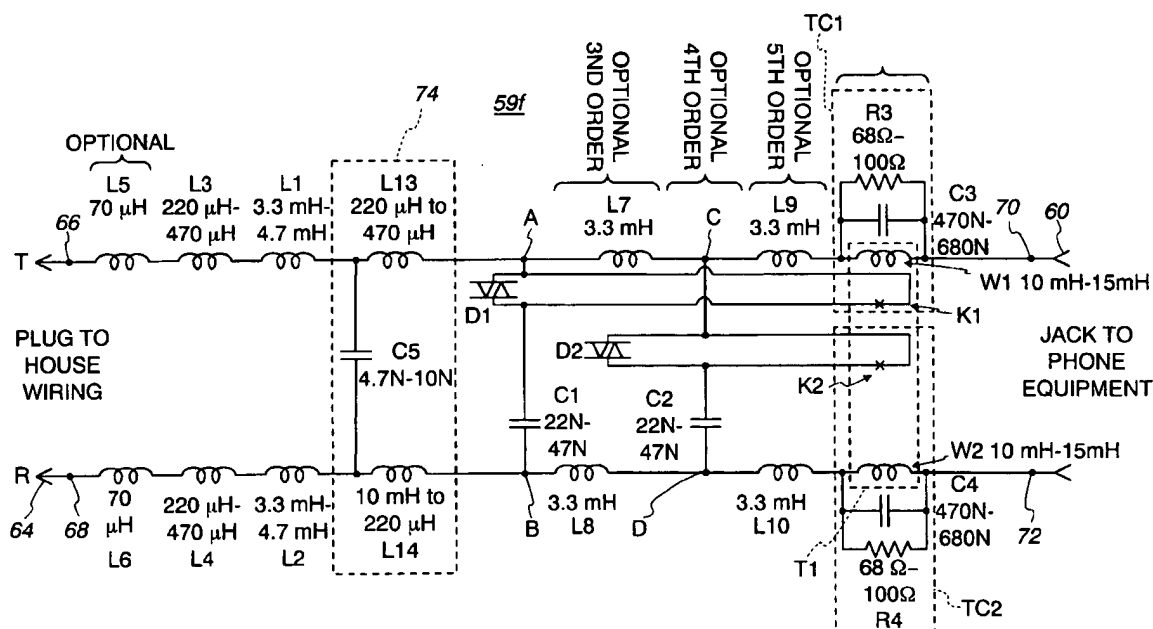 TC1
59f
74
OPTIONAL
3ND ORDER
OPTIONAL
4TH ORDER
OPTIONAL
5TH ORDER
R3
68Ω–
100Ω
OPTIONAL
L5
70 μH
L3
220 μH-
470 μH
L1
3.3 mH-
4.7 mH
L13
220 μH to
470 μH
A
L7
3.3 mH
C
L9
3.3 mH
C3
470N-
680N
70
60
66
T
W1 10 mH-15mH
D1
K1
PLUG TO
HOUSE
WIRING
C5
4.7N-10N
D2
K2
JACK TO
PHONE
EQUIPMENT
C1
22N-
47N
C2
22N-
47N
W2 10 mH-15mH
R
64
68
70
μH
L6
220 μH-
470 μH
L4
3.3 mH-
4.7 mH
L2
10 mH to
220 μH
L14
B
3.3 mH
L8
D
3.3 mH
L10
C4
470N-
680N
72
T1
68 Ω–
100Ω
R4
TC2